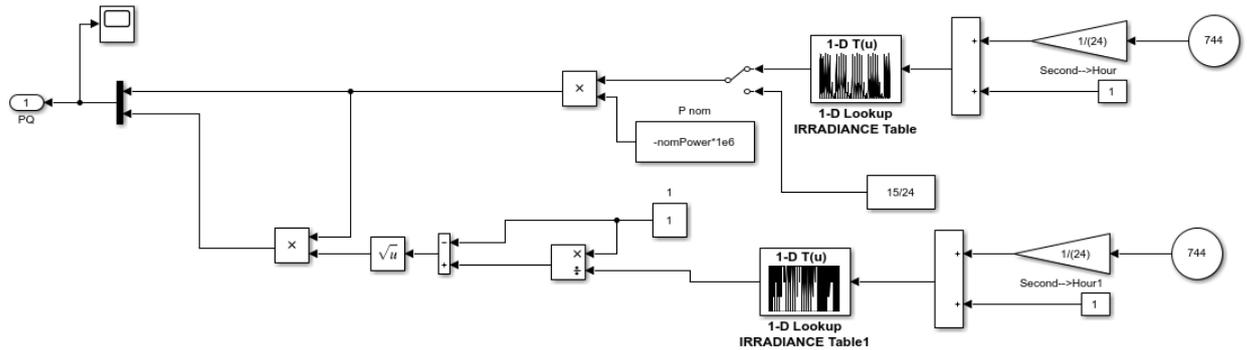 1-D T(u)
1/(24)
744
1
PQ
×
P nom
-nomPower*1e6
1-D Lookup
IRRADIANCE Table
Second-->Hour
1
15/24
1
1
×
√u
×
÷
1-D T(u)
1/(24)
744
Second-->Hour1
1
1-D Lookup
IRRADIANCE Table1